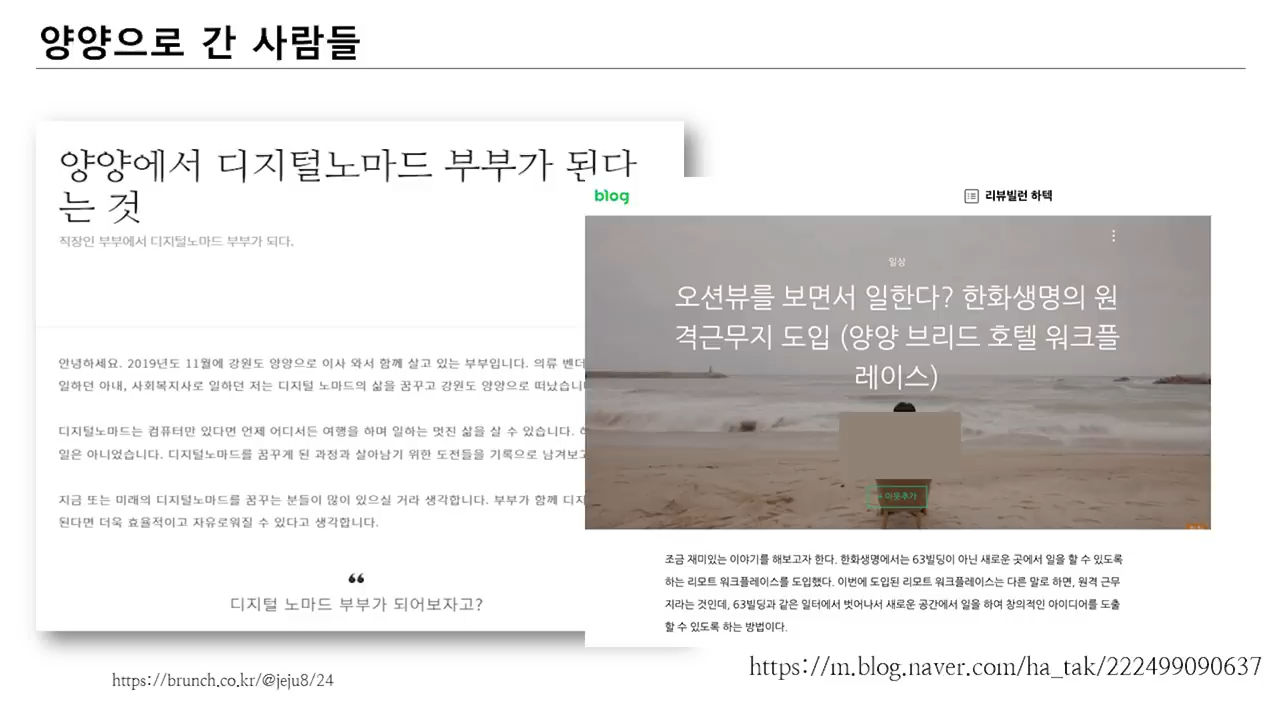 양양으로 간 사람들
양양에서 디지털노마드 부부가 된다
는 것
직장인 부부에서 디지털노마드 부부가 되다.
안녕하세요. 2019년도 11월에 강원도 양양으로 이사 와서 함께 살고 있는 부부입니다. 의류 벤더
일하던 아내, 사회복지사로 일하던 저는 디지털 노마드의 삶을 꿈꾸고 강원도 양양으로 떠났습니
디지털노마드는 컴퓨터만 있다면 언제 어디서든 여행을 하며 일하는 멋진 삶을 살 수 있습니다.
일은 아니었습니다. 디지털노마드를 꿈꾸게 된 과정과 살아남기 위한 도전들을 기록으로 남겨보고
지금 또는 미래의 디지털노마드를 꿈꾸는 분들이 많이 있으실 거라 생각합니다. 부부가 함께 디지
된다면 더욱 효율적이고 자유로워질 수 있다고 생각합니다.
❝
디지털 노마드 부부가 되어보자고?
https://brunch.co.kr/@jeju8/24
blog
리뷰빌런 하텍
일상
오션뷰를 보면서 일한다? 한화생명의 원
격근무지 도입 (양양 브리드 호텔 워크플
레이스)
+ 이웃추가
조금 재미있는 이야기를 해보고자 한다. 한화생명에서는 63빌딩이 아닌 새로운 곳에서 일을 할 수 있도록
하는 리모트 워크플레이스를 도입했다. 이번에 도입된 리모트 워크플레이스는 다른 말로 하면, 원격 근무
지라는 것인데, 63빌딩과 같은 일터에서 벗어나서 새로운 공간에서 일을 하여 창의적인 아이디어를 도출
할 수 있도록 하는 방법이다.
https://m.blog.naver.com/ha_tak/222499090637